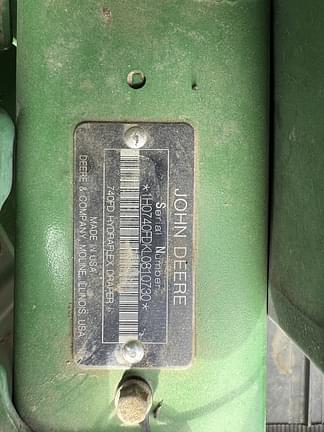 JOHN DEERE
Serial Number
*1H0740FDKL0810730*
740FD HYDRAFLEX DRAPER
MADE IN USA
DEERE & COMPANY, MOLINE, ILLINOIS, USA